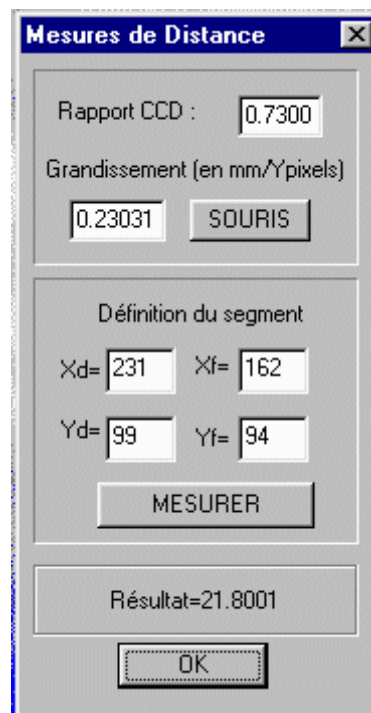 Mesures de Distance
Rapport CCD : 0.7300
Grandissement (en mm/Ypixels)
0.23031 SOURIS
Définition du segment
Xd= 231 Xf= 162
Yd= 99 Yf= 94
MESURER
Résultat=21.8001
OK